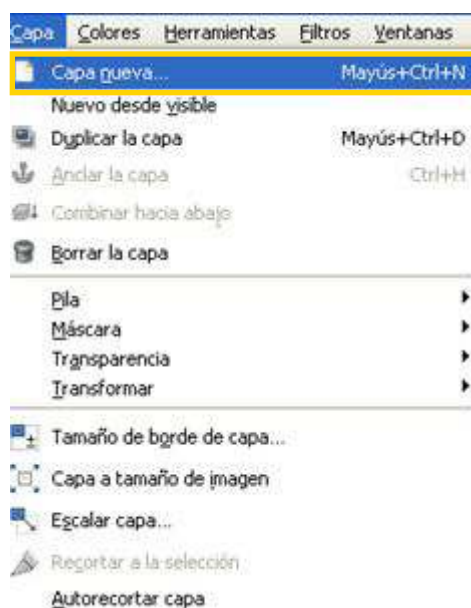 Capa Colores Herramientas Filtros Ventanas
Capa nueva... Mayús+Ctrl+N
Nuevo desde visible
Duplicar la capa Mayús+Ctrl+D
Anclar la capa Ctrl+H
Combinar hacia abajo
Borrar la capa
Pila
Máscara
Transparencia
Transformar
Tamaño de borde de capa...
Capa a tamaño de imagen
Escalar capa...
Recortar a la selección
Autorecortar capa